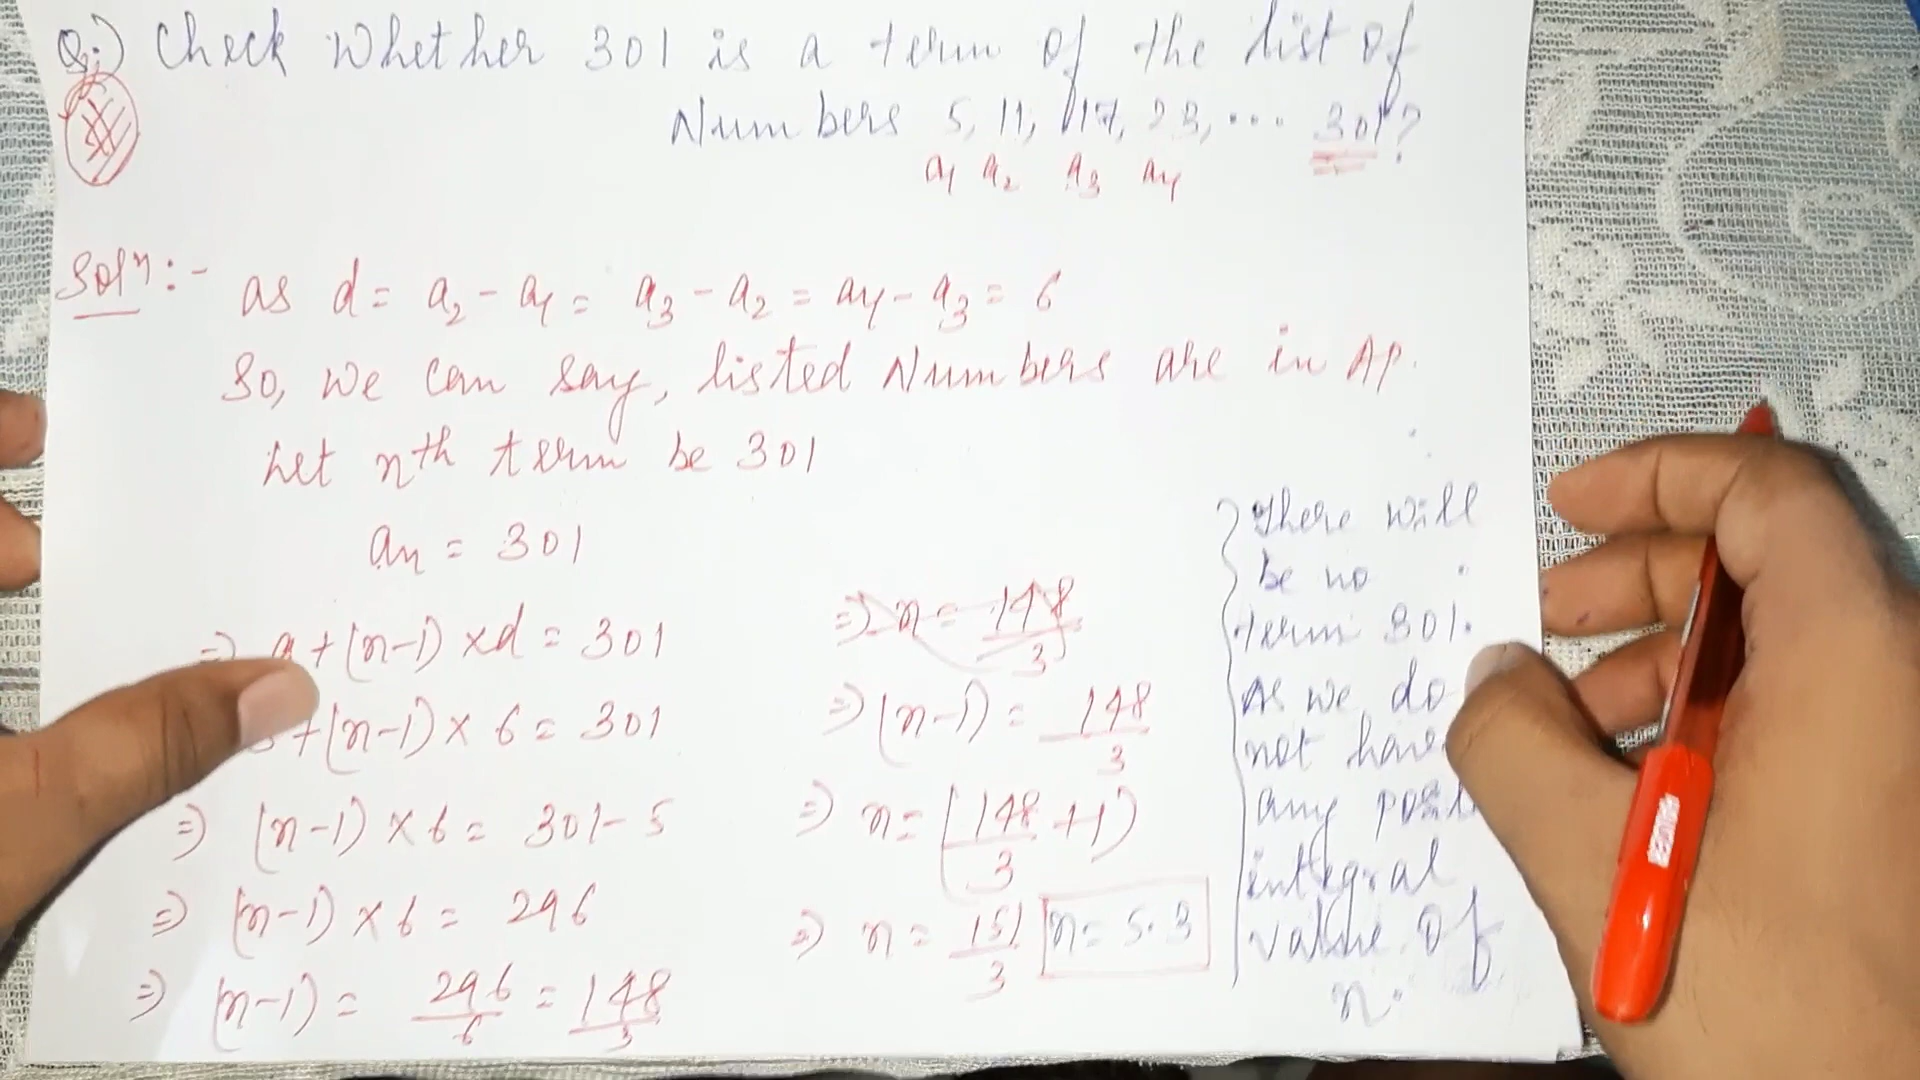 Q:) Check Whether 301 is a term of the list of
Numbers 5, 11, 17, 23, ... 301?
a1 a2 a3 a4
Solⁿ:- as d = a2 - a1 = a3 - a2 = a4 - a3 = 6
So, we can say, listed Numbers are in AP.
Let nth term be 301
an = 301
=> a + (n-1) × d = 301
+ (n-1) × 6 = 301
=> (n-1) × 6 = 301 - 5
=> (n-1) × 6 = 296
=> (n-1) = 296/6 = 148/3
=> n = 148/3
=> (n-1) = 148/3
=> n = (148/3 + 1)
=> n = 151/3 n = 5.3
There will
be no
term 301.
As we do
not have
any
integral
value of
n.